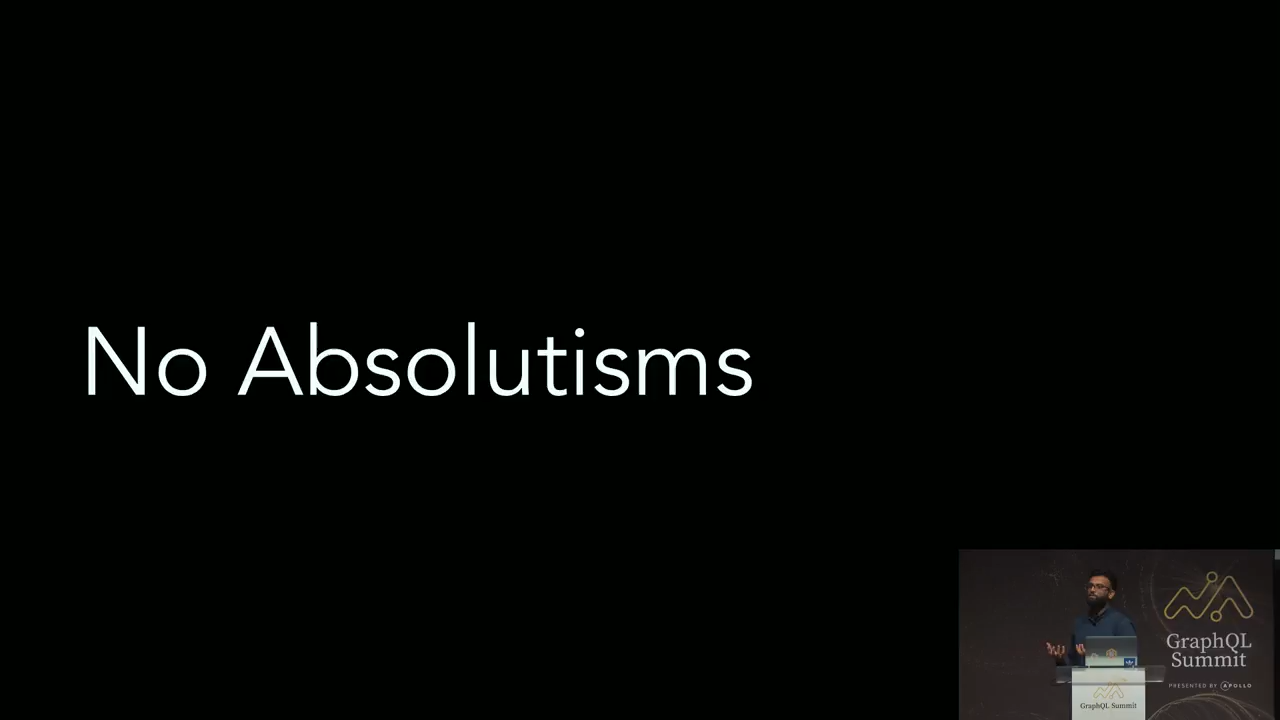 No Absolutisms
GraphQL
Summit
PRESENTED BY APOLLO
GraphQL Summit